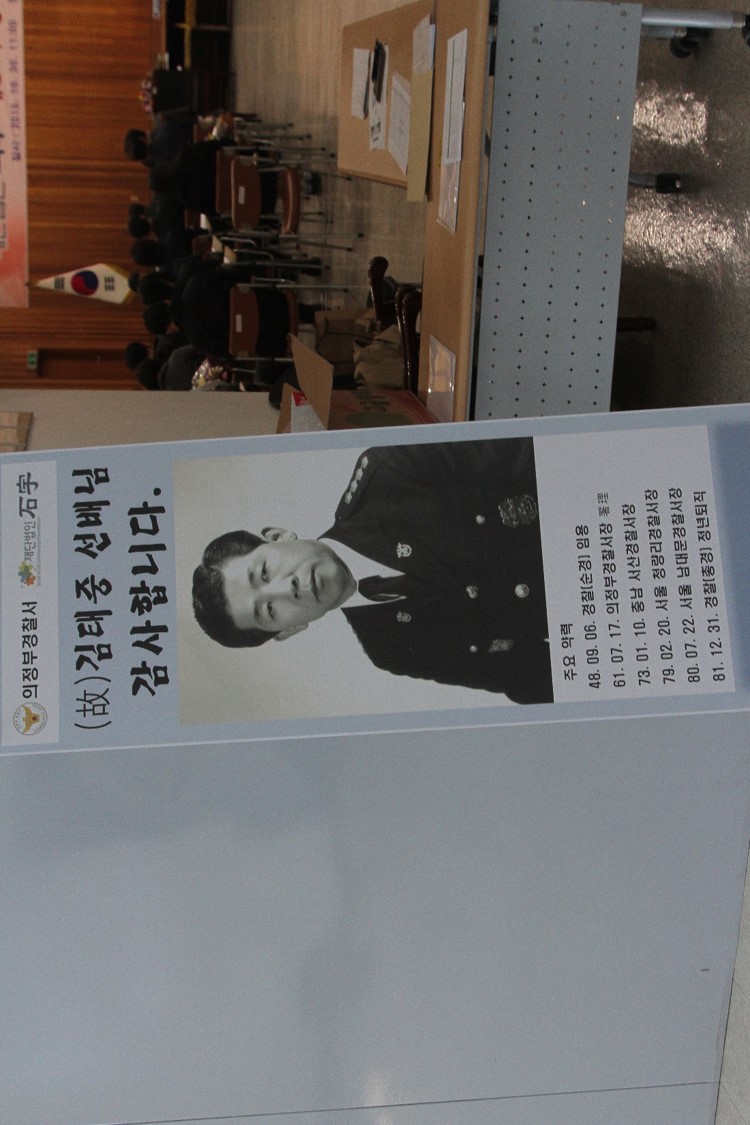 의정부경찰서 재단법인 石宇
(故)김태중 선배님
감사합니다.
주요 약력
48. 09. 06. 경찰(순경) 임용
61. 07. 17. 의정부경찰서장 署理
73. 01. 10. 충남 서산경찰서장
79. 02. 20. 서울 청량리경찰서장
80. 07. 22. 서울 남대문경찰서장
81. 12. 31. 경찰(총경) 정년퇴직